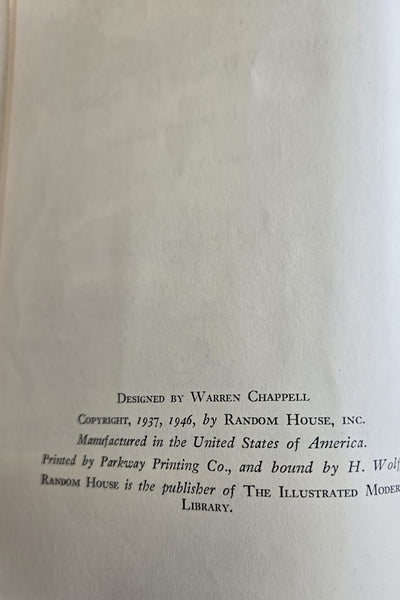 Designed by Warren Chappell
Copyright, 1937, 1946, by Random House, Inc.
Manufactured in the United States of America.
Printed by Parkway Printing Co., and bound by H. Wolf
Random House is the publisher of The Illustrated Moder
Library.